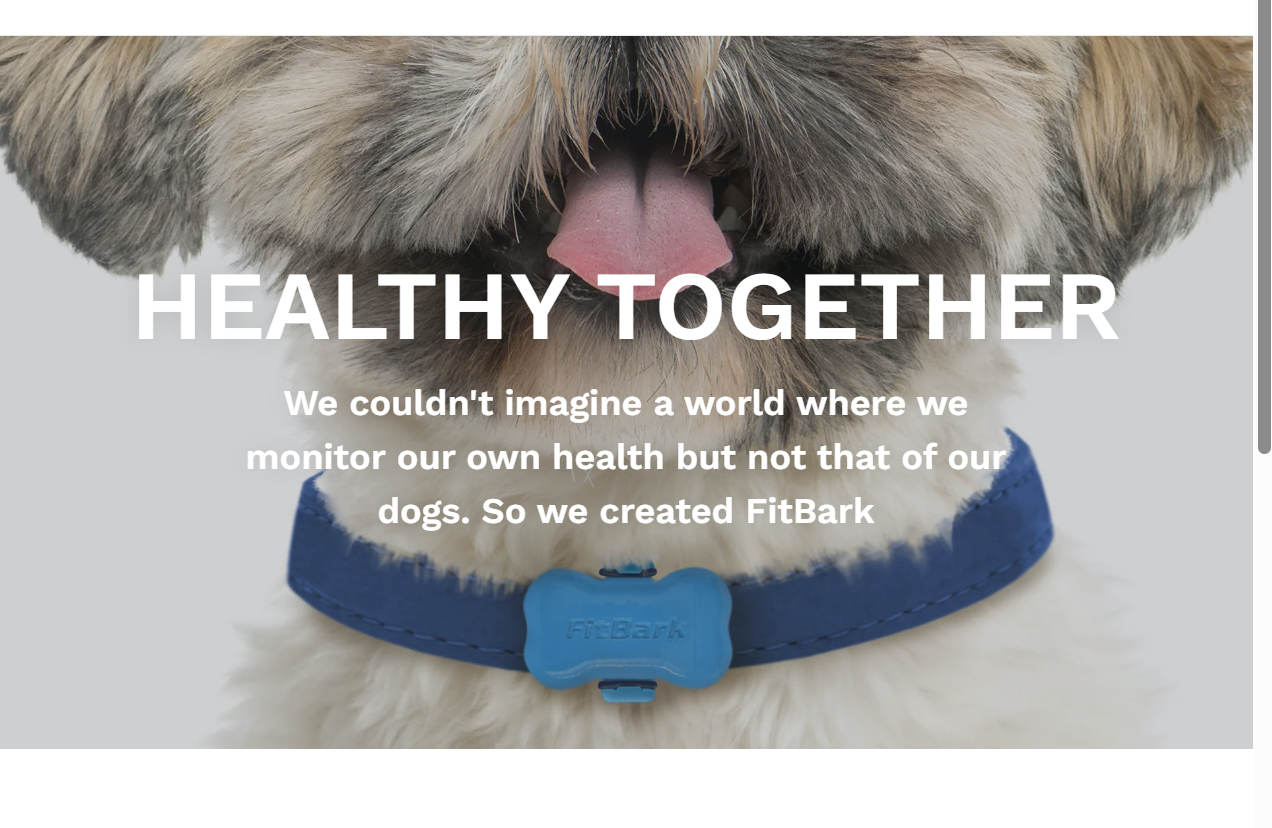 HEALTHY TOGETHER
We couldn't imagine a world where we
monitor our own health but not that of our
dogs. So we created FitBark
FitBark